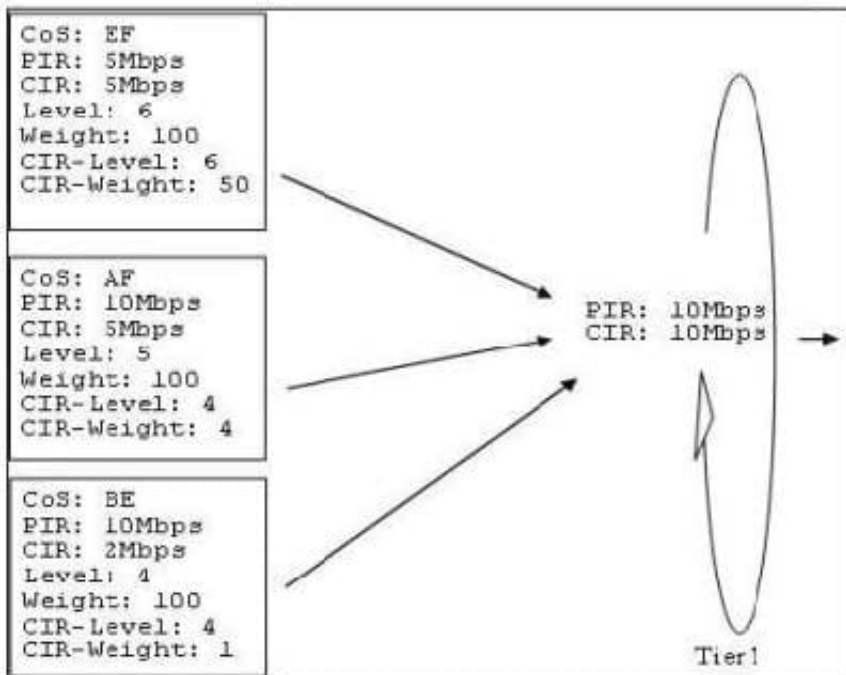 CoS: EF
PIR: 5Mbps
CIR: 5Mbps
Level: 6
Weight: 100
CIR-Level: 6
CIR-Weight: 50
CoS: AF
PIR: 10Mbps
CIR: 5Mbps
Level: 5
Weight: 100
CIR-Level: 4
CIR-Weight: 4
CoS: BE
PIR: 10Mbps
CIR: 2Mbps
Level: 4
Weight: 100
CIR-Level: 4
CIR-Weight: 1
PIR: 10Mbps
CIR: 10Mbps
Tier1